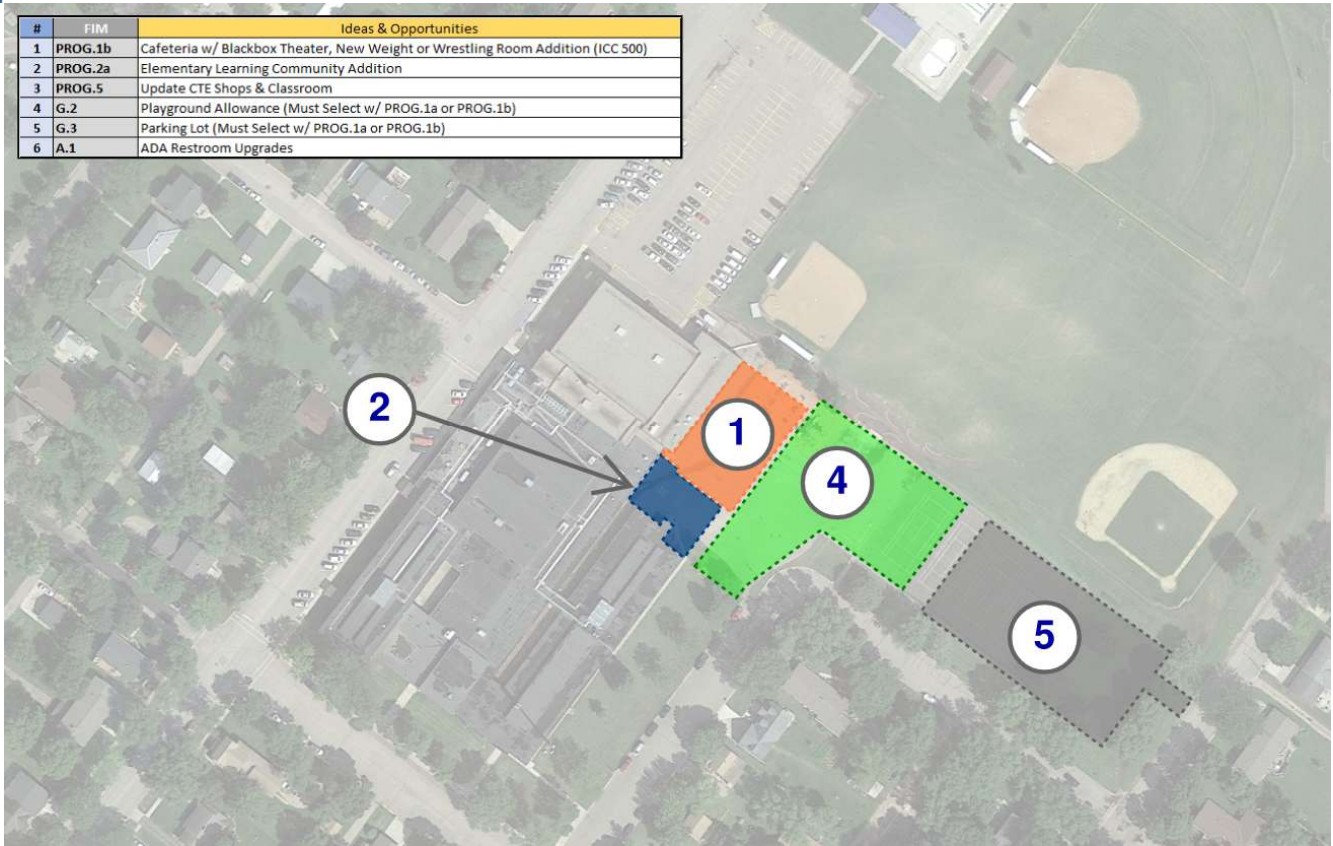 # FIM Ideas & Opportunities
1 PROG.1b Cafeteria w/ Blackbox Theater, New Weight or Wrestling Room Addition (ICC 500)
2 PROG.2a Elementary Learning Community Addition
3 PROG.5 Update CTE Shops & Classroom
4 G.2 Playground Allowance (Must Select w/ PROG.1a or PROG.1b)
5 G.3 Parking Lot (Must Select w/ PROG.1a or PROG.1b)
6 A.1 ADA Restroom Upgrades
2
1
4
5